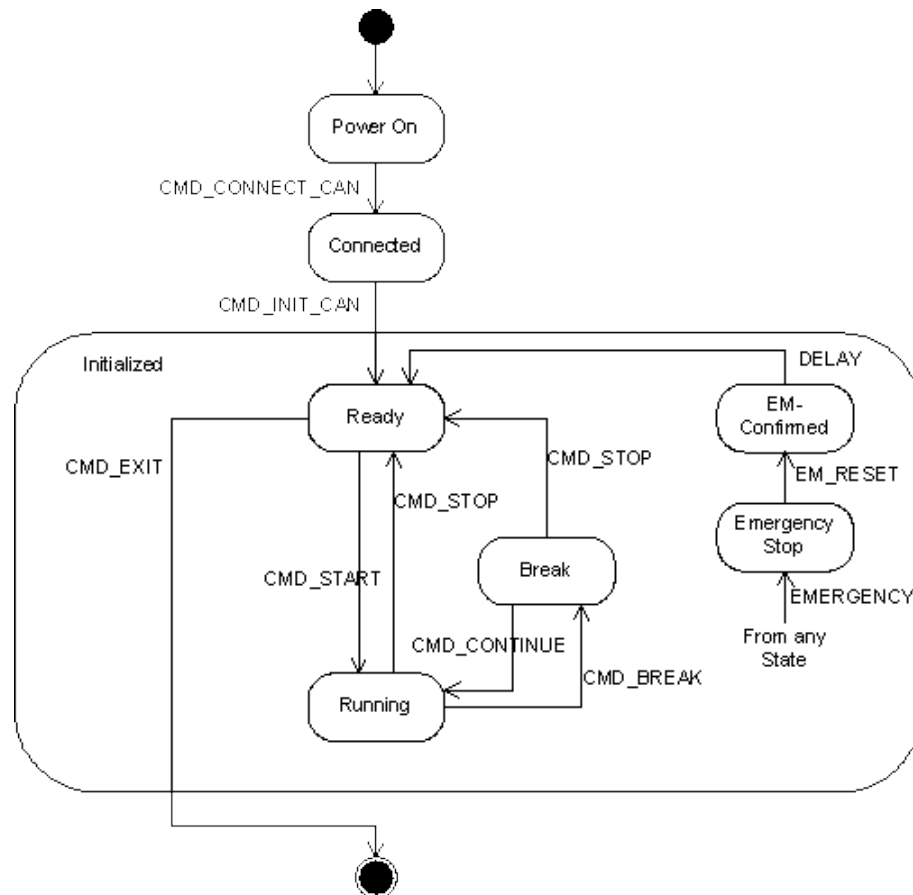 Power On
CMD_CONNECT_CAN
Connected
CMD_INIT_CAN
Initialized
DELAY
Ready
EM-
Confirmed
CMD_EXIT
CMD_STOP
EM_RESET
CMD_STOP
Emergency
Stop
Break
CMD_START
EMERGENCY
From any
State
CMD_CONTINUE
CMD_BREAK
Running